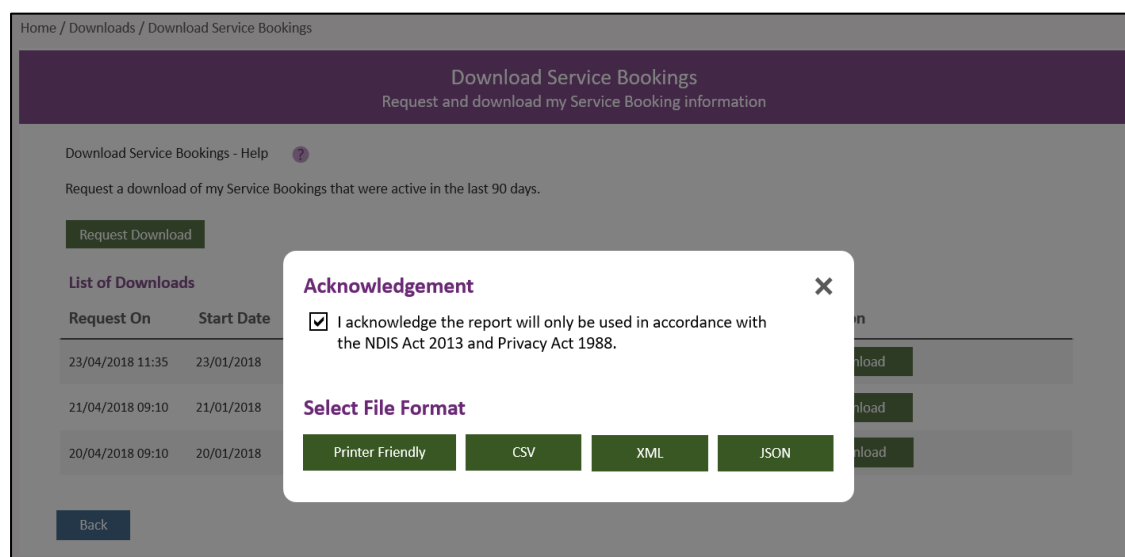 Home / Downloads / Download Service Bookings
Download Service Bookings
Request and download my Service Booking information
Download Service Bookings - Help ?
Request a download of my Service Bookings that were active in the last 90 days.
Request Download
List of Downloads
Request On Start Date
23/04/2018 11:35 23/01/2018
21/04/2018 09:10 21/01/2018
20/04/2018 09:10 20/01/2018
Acknowledgement
I acknowledge the report will only be used in accordance with
the NDIS Act 2013 and Privacy Act 1988.
Select File Format
Printer Friendly CSV XML JSON
Back